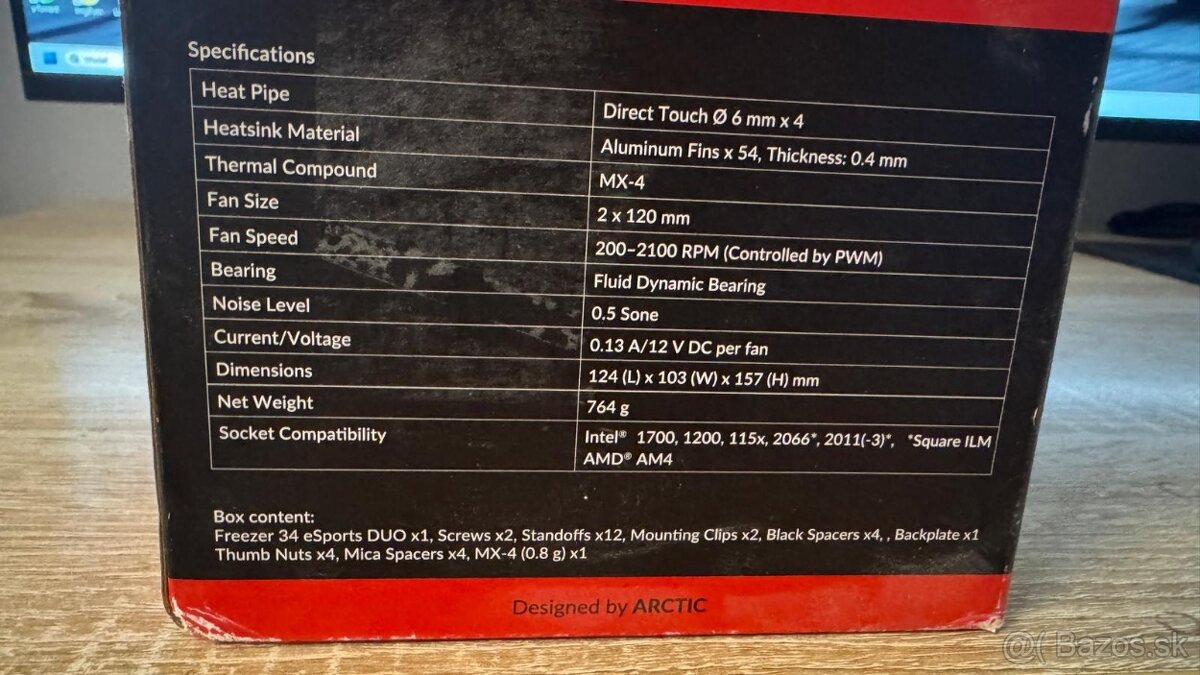 Specifications
Heat Pipe Direct Touch Ø 6 mm x 4
Heatsink Material Aluminum Fins x 54, Thickness: 0.4 mm
Thermal Compound MX-4
Fan Size 2 x 120 mm
Fan Speed 200–2100 RPM (Controlled by PWM)
Bearing Fluid Dynamic Bearing
Noise Level 0.5 Sone
Current/Voltage 0.13 A/12 V DC per fan
Dimensions 124 (L) x 103 (W) x 157 (H) mm
Net Weight 764 g
Socket Compatibility Intel® 1700, 1200, 115x, 2066*, 2011(-3)*, *Square ILM
AMD® AM4
Box content:
Freezer 34 eSports DUO x1, Screws x2, Standoffs x12, Mounting Clips x2, Black Spacers x4, , Backplate x1
Thumb Nuts x4, Mica Spacers x4, MX-4 (0.8 g) x1
Designed by ARCTIC
@( Bazos.sk